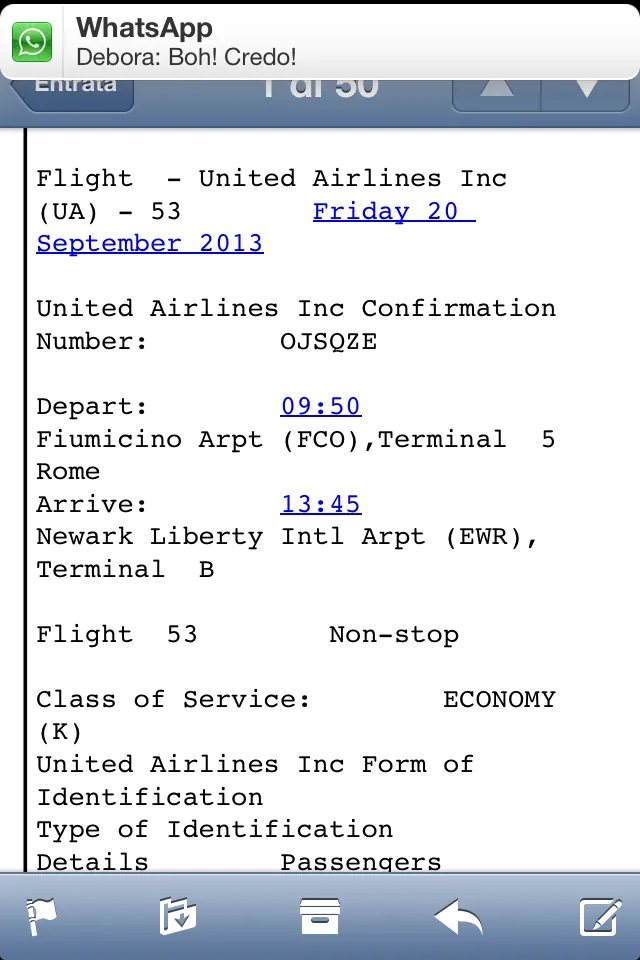 WhatsApp
Debora: Boh! Credo!
Entrata
1 di 50
Flight - United Airlines Inc
(UA) - 53 Friday 20
September 2013
United Airlines Inc Confirmation
Number: OJSQZE
Depart: 09:50
Fiumicino Arpt (FCO),Terminal 5
Rome
Arrive: 13:45
Newark Liberty Intl Arpt (EWR),
Terminal B
Flight 53 Non-stop
Class of Service: ECONOMY
(K)
United Airlines Inc Form of
Identification
Type of Identification
Details Passengers